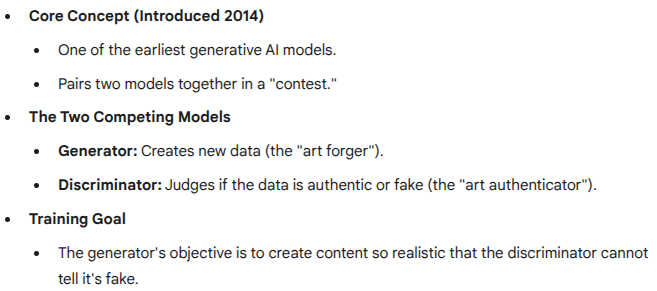 Core Concept (Introduced 2014)
One of the earliest generative AI models.
Pairs two models together in a "contest."
The Two Competing Models
Generator: Creates new data (the "art forger").
Discriminator: Judges if the data is authentic or fake (the "art authenticator").
Training Goal
The generator's objective is to create content so realistic that the discriminator cannot
tell it's fake.